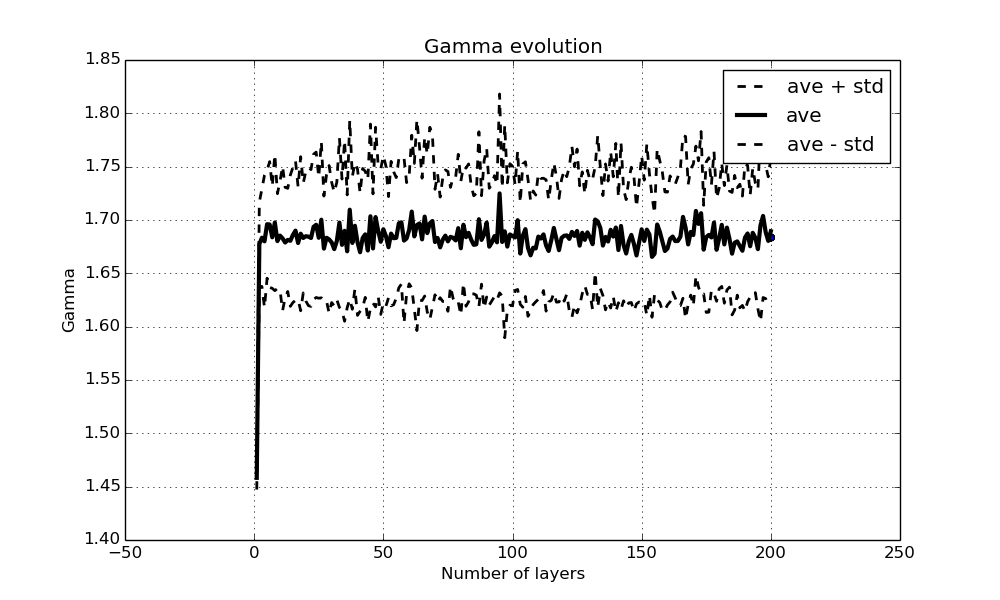 Gamma evolution
1.85
1.80
1.75
1.70
1.65
1.60
1.55
1.50
1.45
1.40
Gamma
ave + std
ave
ave - std
−50
0
50
100
150
200
250
Number of layers